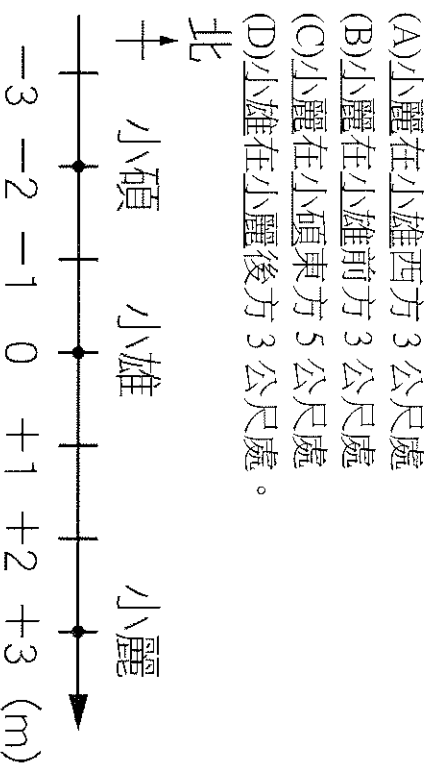 (A)小麗在小雄西方 3 公尺處
(B)小麗在小雄前方 3 公尺處
(C)小麗在小碩東方 5 公尺處
(D)小雄在小麗後方 3 公尺處。
北
小碩 小雄 小麗
−3 −2 −1 0 +1 +2 +3 (m)